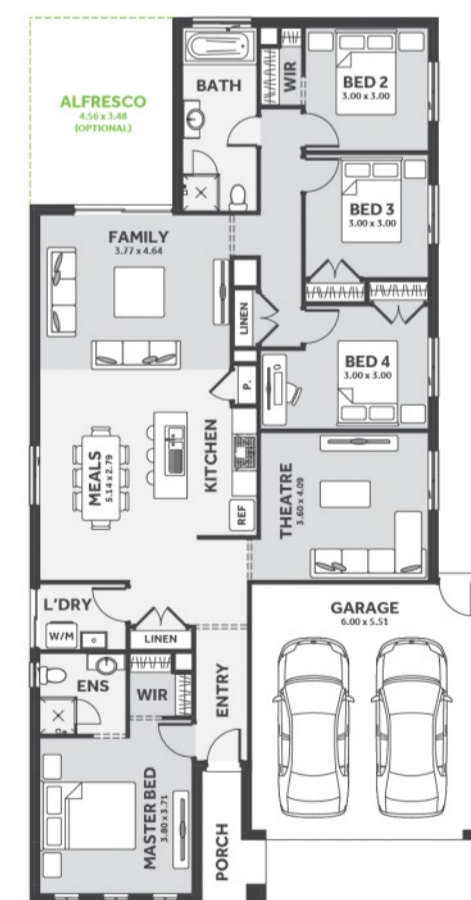 ALFRESCO
4.56 x 3.48
(OPTIONAL)
BATH
WIR
BED 2
3.00 x 3.00
BED 3
3.00 x 3.00
FAMILY
3.77 x 4.64
LINEN
BED 4
3.00 x 3.00
P.
KITCHEN
MEALS
5.14 x 2.79
REF
THEATRE
3.60 x 4.09
L'DRY
W/M
LINEN
GARAGE
6.00 x 5.51
ENS
WIR
ENTRY
MASTER BED
3.80 x 3.71
PORCH